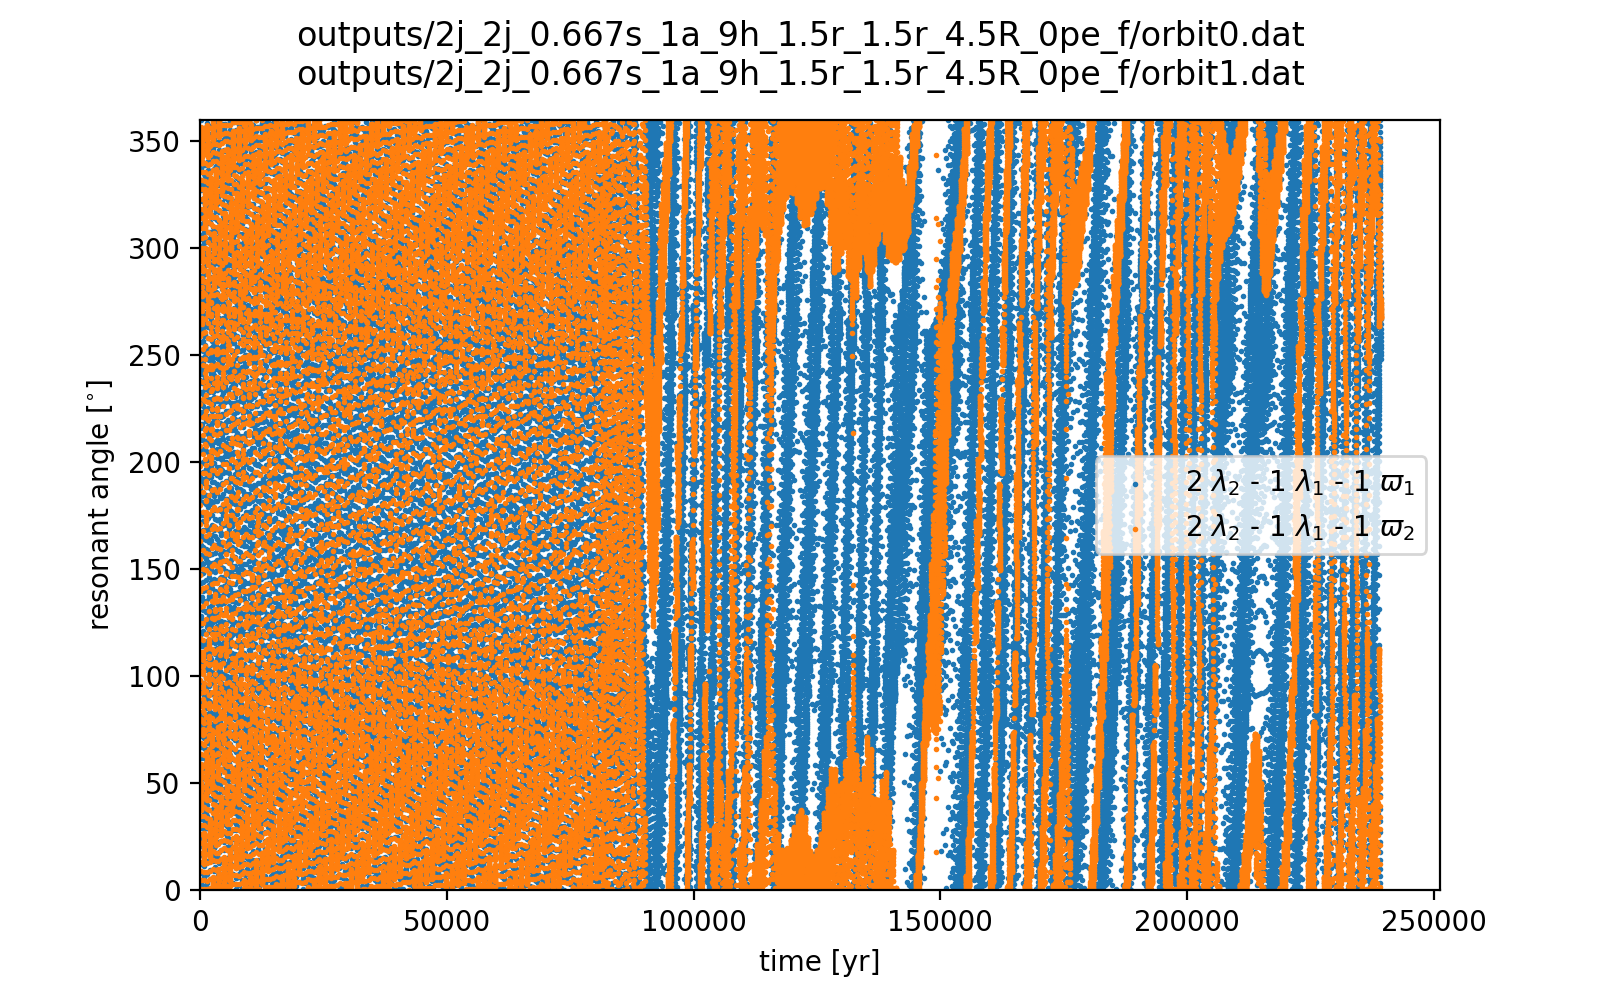 outputs/2j_2j_0.667s_1a_9h_1.5r_1.5r_4.5R_0pe_f/orbit0.dat
outputs/2j_2j_0.667s_1a_9h_1.5r_1.5r_4.5R_0pe_f/orbit1.dat
350
300
250
200
150
100
50
0
resonant angle [°]
2 λ₂ - 1 λ₁ - 1 ϖ₁
2 λ₂ - 1 λ₁ - 1 ϖ₂
0 50000 100000 150000 200000 250000
time [yr]